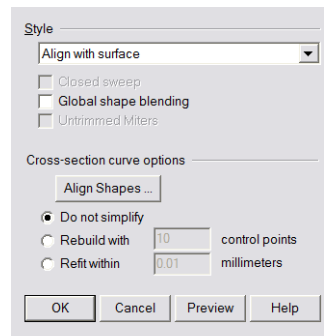 Style
Align with surface
Closed sweep
Global shape blending
Untrimmed Miters
Cross-section curve options
Align Shapes ...
Do not simplify
Rebuild with 10 control points
Refit within 0.01 millimeters
OK Cancel Preview Help